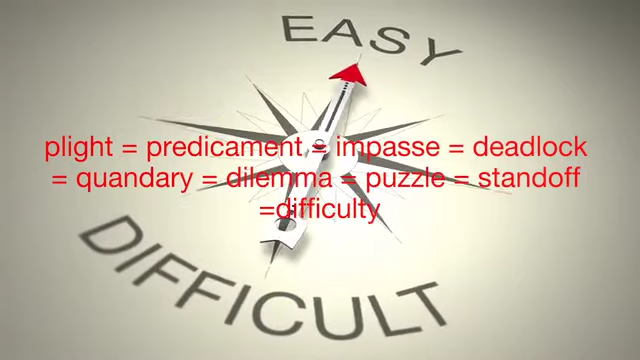 EASY
plight = predicament = impasse = deadlock
= quandary = dilemma = puzzle = standoff
=difficulty
DIFFICULT